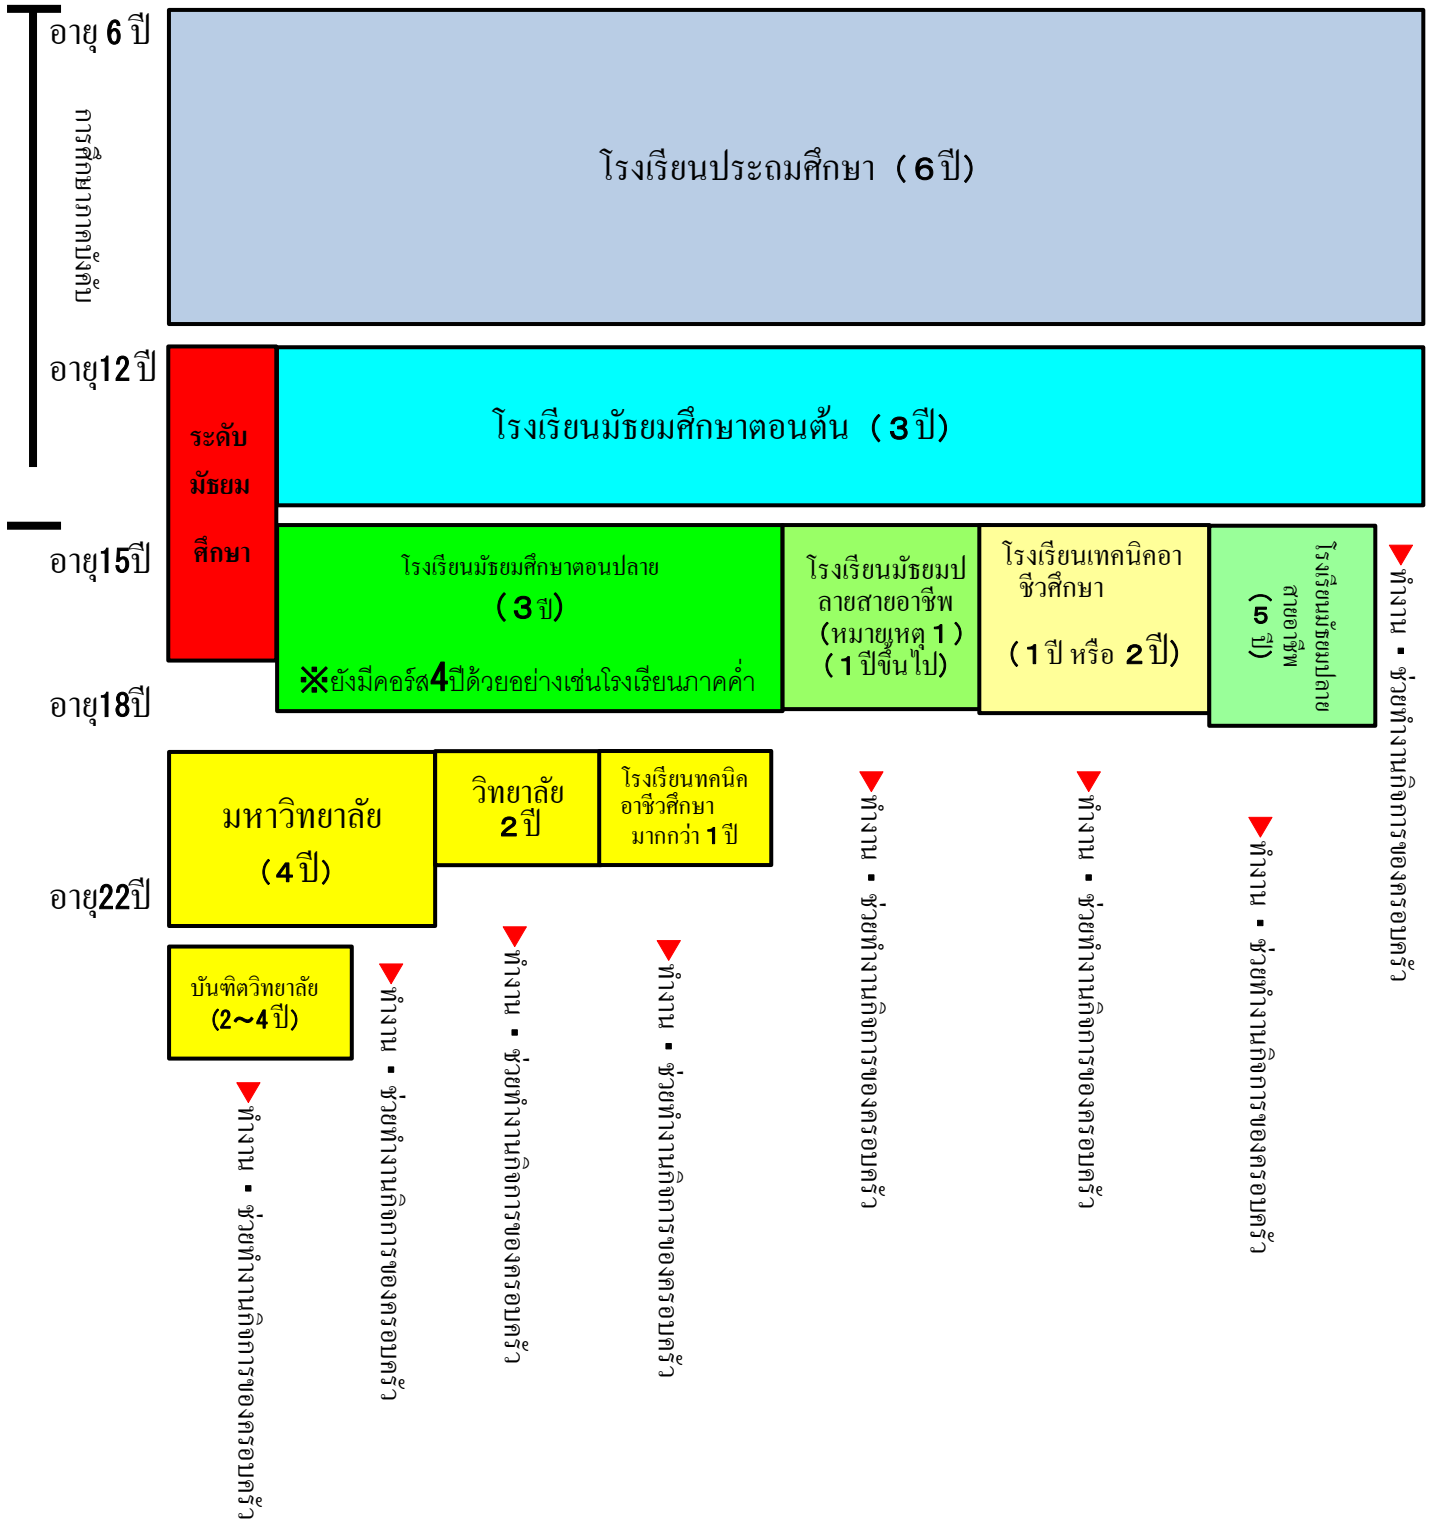 อายุ 6 ปี
การศึกษาภาคบังคับ
โรงเรียนประถมศึกษา (6ปี)
อายุ12ปี
ระดับ
มัธยม
ศึกษา
โรงเรียนมัธยมศึกษาตอนต้น (3ปี)
อายุ15ปี
โรงเรียนมัธยมศึกษาตอนปลาย
(3ปี)
※ยังมีคอร์ส4ปีด้วยอย่างเช่นโรงเรียนภาคค่ำ
โรงเรียนมัธยมป
ลายสายอาชีพ
(หมายเหตุ1)
(1ปีขึ้นไป)
โรงเรียนเทคนิคอา
ชีวศึกษา
(1ปี หรือ 2ปี)
โรงเรียนมัธยมปลาย
สายอาชีพ
(5 ปี)
ทำงาน・ช่วยทำงานกิจการของครอบครัว
อายุ18ปี
มหาวิทยาลัย
(4ปี)
วิทยาลัย
2ปี
โรงเรียนทคนิค
อาชีวศึกษา
มากกว่า 1ปี
ทำงาน・ช่วยทำงานกิจการของครอบครัว
ทำงาน・ช่วยทำงานกิจการของครอบครัว
ทำงาน・ช่วยทำงานกิจการของครอบครัว
อายุ22ปี
บันฑิตวิทยาลัย
(2～4ปี)
ทำงาน・ช่วยทำงานกิจการของครอบครัว
ทำงาน・ช่วยทำงานกิจการของครอบครัว
ทำงาน・ช่วยทำงานกิจการของครอบครัว
ทำงาน・ช่วยทำงานกิจการของครอบครัว